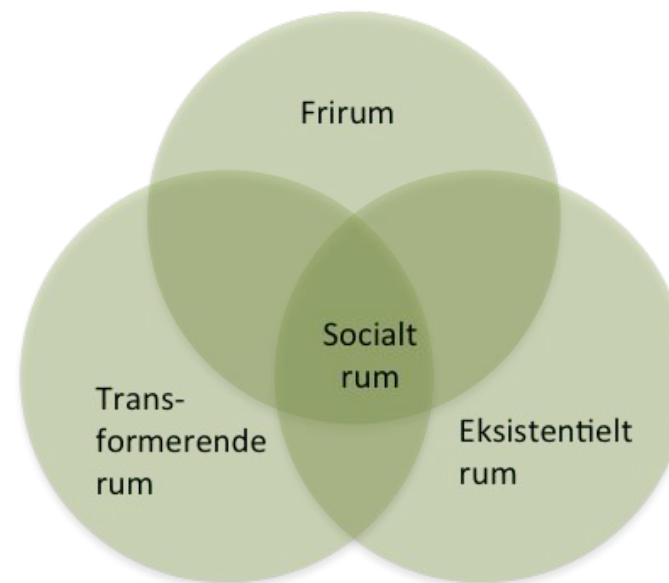 Frirum
Socialt
rum
Trans-
formerende
rum
Eksistentielt
rum